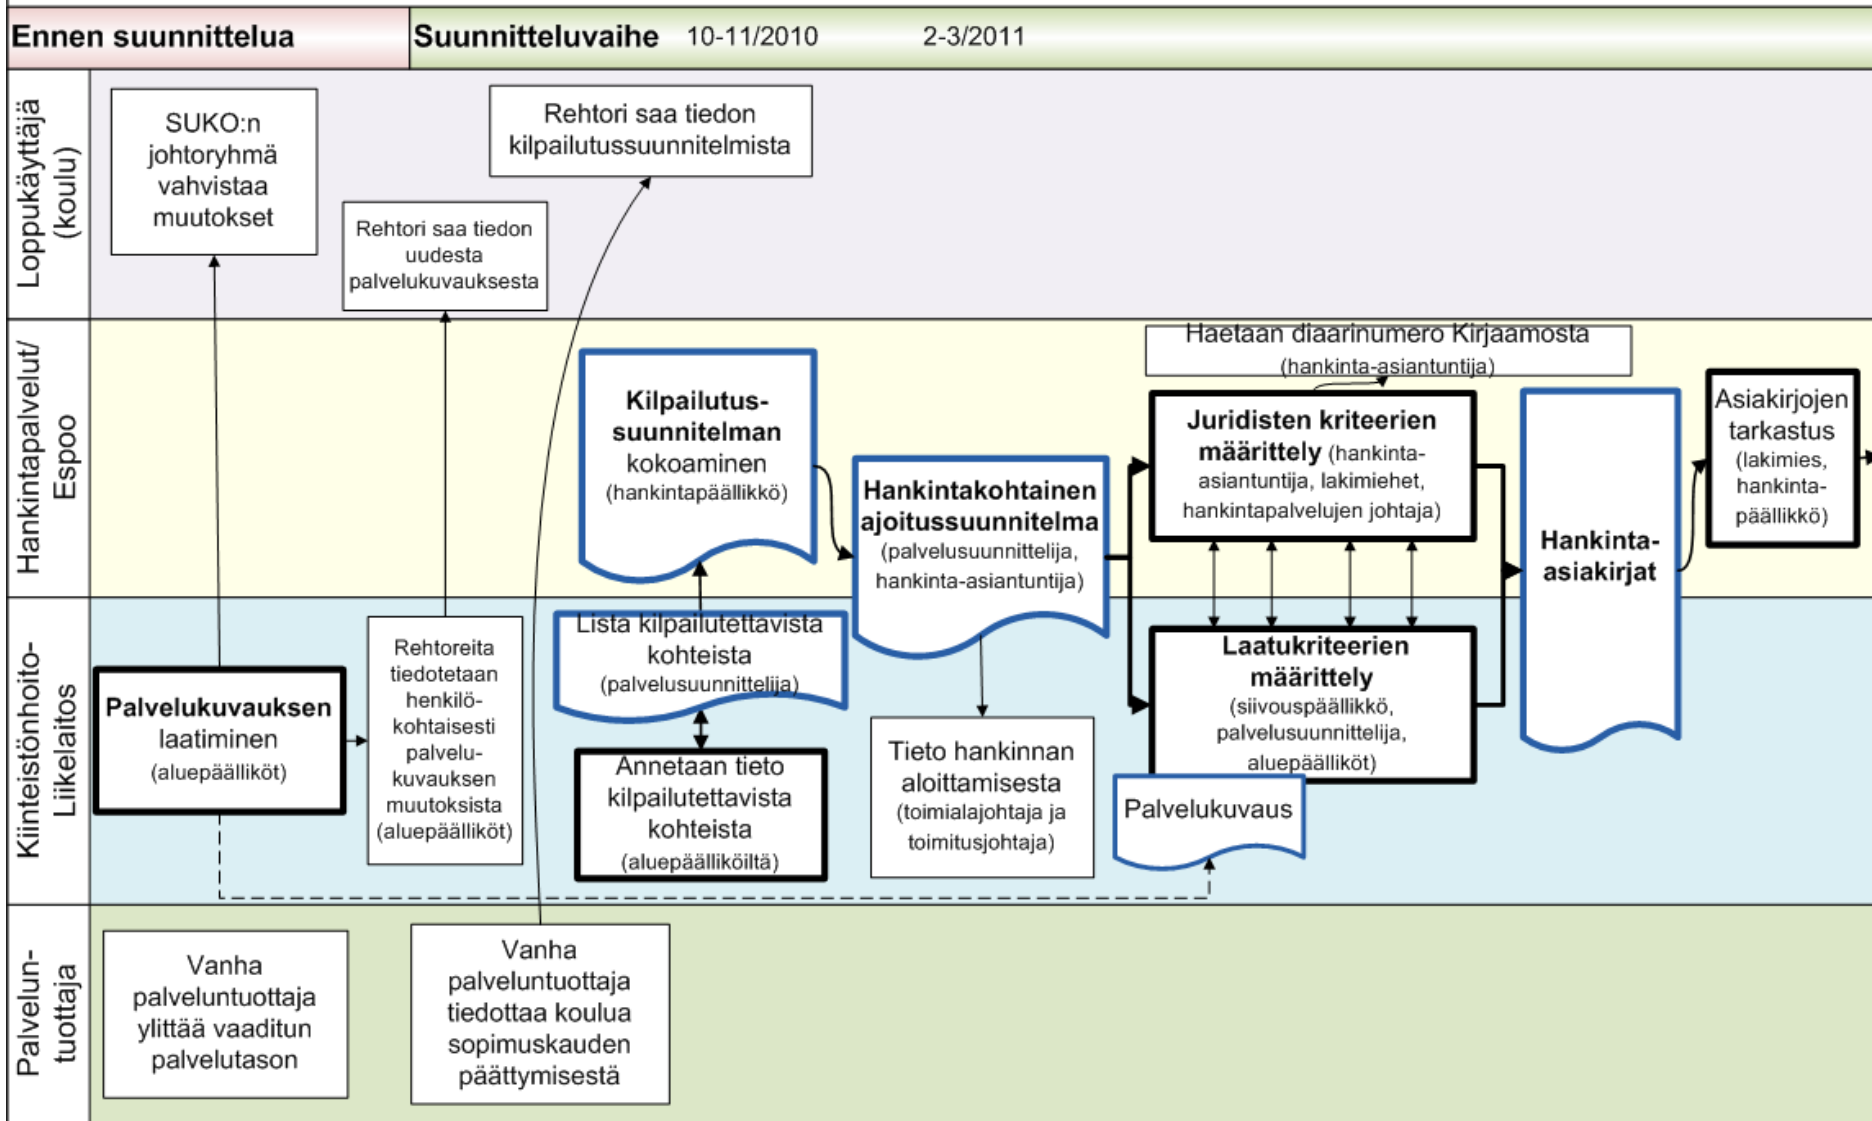 Ennen suunnittelua
Suunnitteluvaihe 10-11/2010 2-3/2011
Loppukäyttäjä
(koulu)
SUKO:n
johtoryhmä
vahvistaa
muutokset
Rehtori saa tiedon
uudesta
palvelukuvauksesta
Rehtori saa tiedon
kilpailutussuunnitelmista
Hankintapalvelut/
Espoo
Kilpailutus-
suunnitelman
kokoaminen
(hankintapäällikkö)
Hankintakohtainen
ajoitussuunnitelma
(palvelusuunnittelija,
hankinta-asiantuntija)
Haetaan diaarinumero Kirjaamosta
(hankinta-asiantuntija)
Juridisten kriteerien
määrittely (hankinta-
asiantuntija, lakimiehet,
hankintapalvelujen johtaja)
Hankinta-
asiakirjat
Asiakirjojen
tarkastus
(lakimies,
hankinta-
päällikkö)
Kiinteistönhoito-
Liikelaitos
Palvelukuvauksen
laatiminen
(aluepäälliköt)
Rehtoreita
tiedotetaan
henkilö-
kohtaisesti
palvelu-
kuvauksen
muutoksista
(aluepäälliköt)
Lista kilpailutettavista
kohteista
(palvelusuunnittelija)
Annetaan tieto
kilpailutettavista
kohteista
(aluepäälliköiltä)
Tieto hankinnan
aloittamisesta
(toimialajohtaja ja
toimitusjohtaja)
Laatukriteerien
määrittely
(siivouspäällikkö,
palvelusuunnittelija,
aluepäälliköt)
Palvelukuvaus
Palvelun-
tuottaja
Vanha
palveluntuottaja
ylittää vaaditun
palvelutason
Vanha
palveluntuottaja
tiedottaa koulua
sopimuskauden
päättymisestä